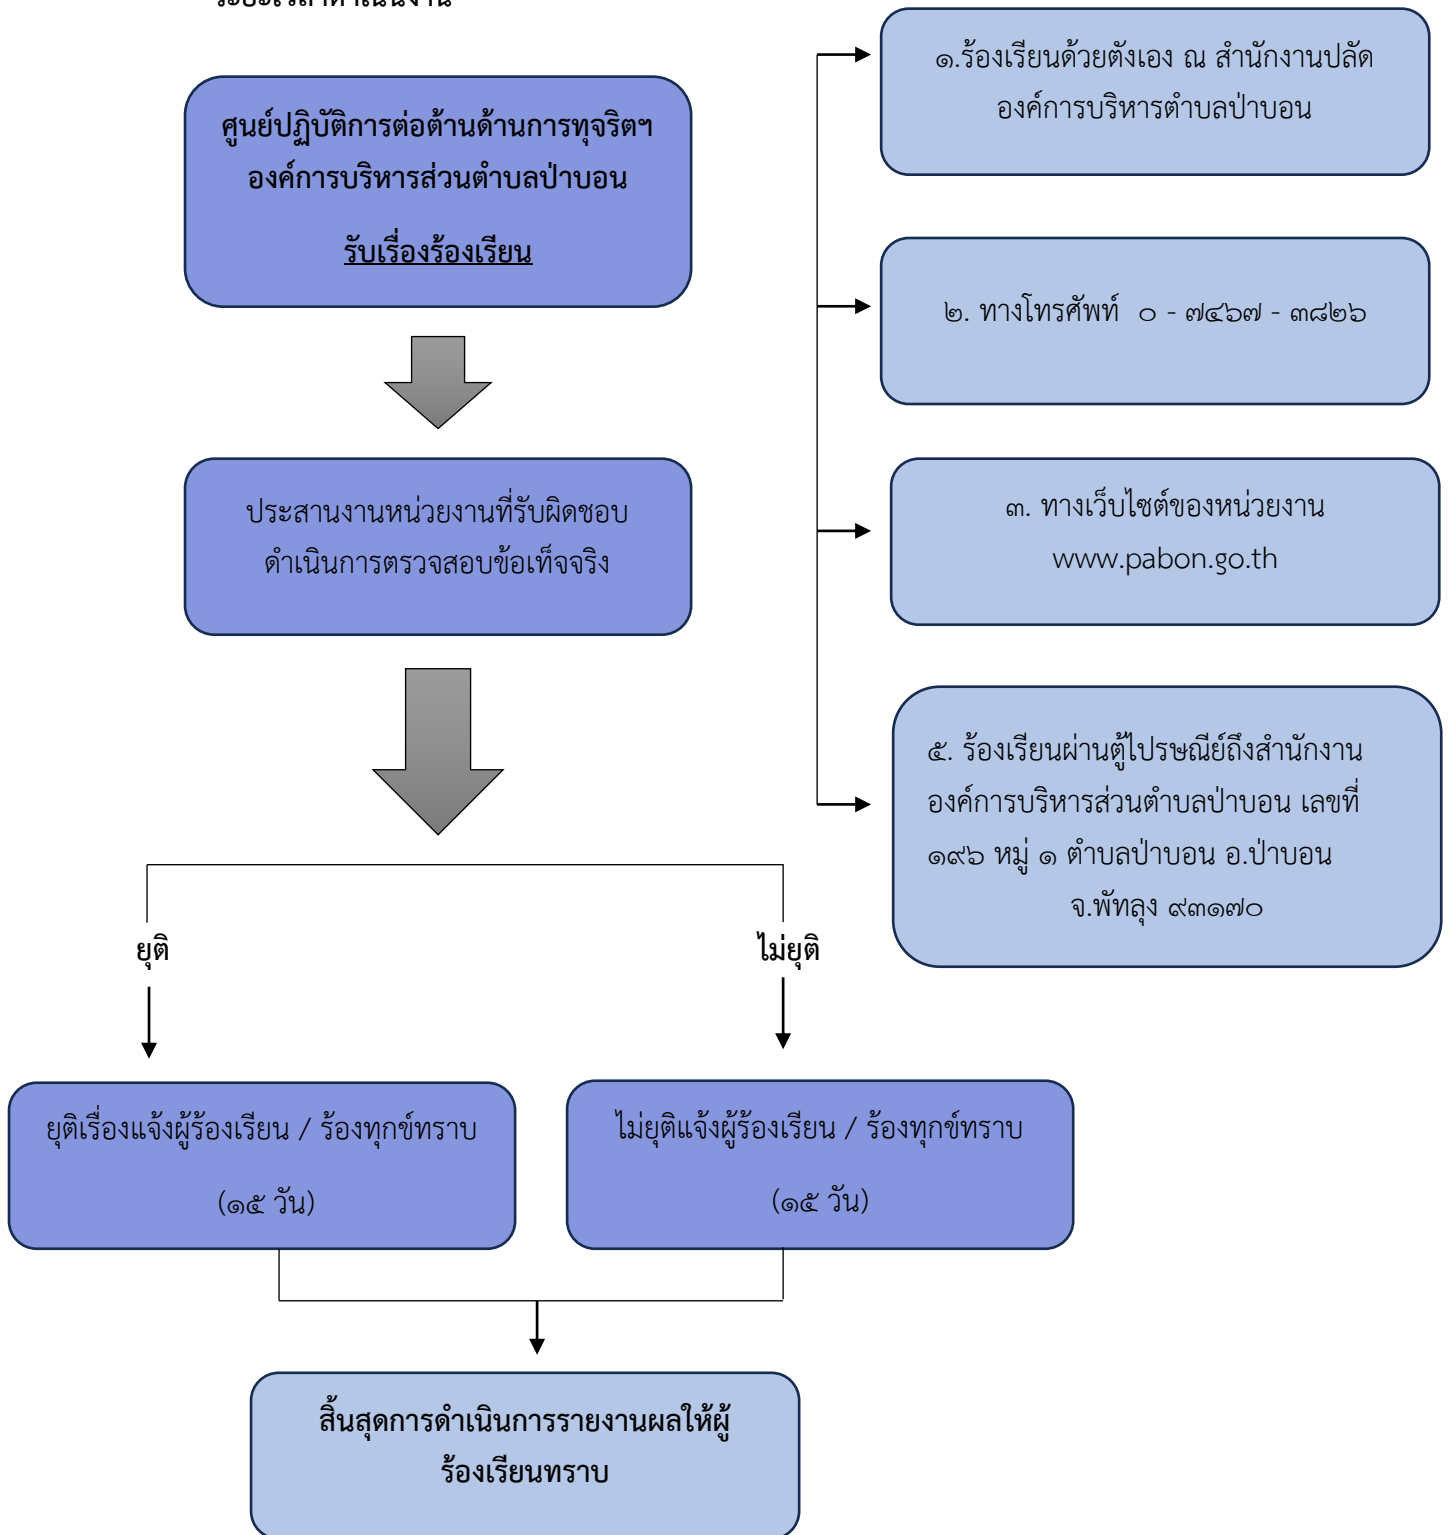 ระยะเวลาดำเนินงาน
ศูนย์ปฏิบัติการต่อต้านด้านการทุจริตฯ
องค์การบริหารส่วนตำบลป่าบอน
รับเรื่องร้องเรียน
ประสานงานหน่วยงานที่รับผิดชอบ
ดำเนินการตรวจสอบข้อเท็จจริง
๑.ร้องเรียนด้วยตังเอง ณ สำนักงานปลัด
องค์การบริหารตำบลป่าบอน
๒. ทางโทรศัพท์ ๐ - ๗๔๖๗ - ๓๘๒๖
๓. ทางเว็บไซต์ของหน่วยงาน
www.pabon.go.th
๕. ร้องเรียนผ่านตู้ไปรษณีย์ถึงสำนักงาน
องค์การบริหารส่วนตำบลป่าบอน เลขที่
๑๙๖ หมู่ ๑ ตำบลป่าบอน อ.ป่าบอน
จ.พัทลุง ๙๓๑๗๐
ยุติ
ไม่ยุติ
ยุติเรื่องแจ้งผู้ร้องเรียน / ร้องทุกข์ทราบ
(๑๕ วัน)
ไม่ยุติแจ้งผู้ร้องเรียน / ร้องทุกข์ทราบ
(๑๕ วัน)
สิ้นสุดการดำเนินการรายงานผลให้ผู้
ร้องเรียนทราบ